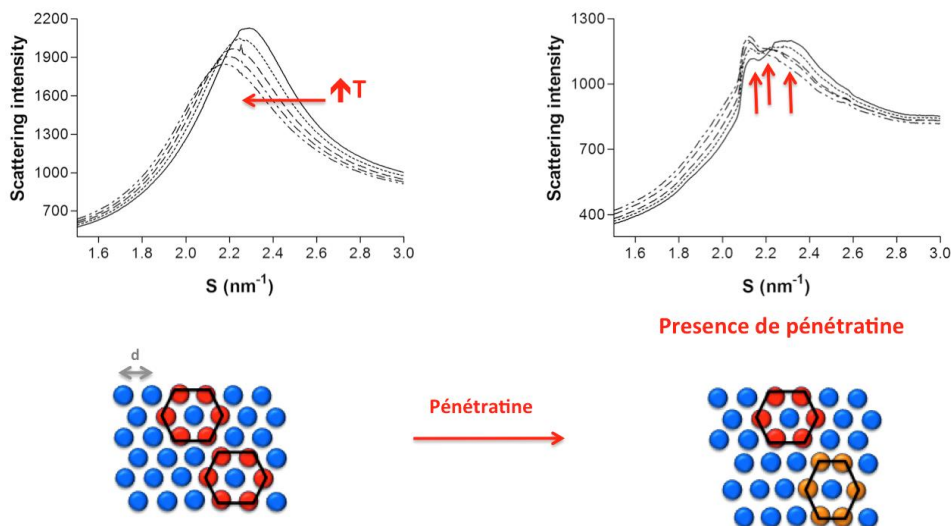 2200
1900
1600
1300
1000
700
Scattering intensity
1.6 1.8 2.0 2.2 2.4 2.6 2.8 3.0
S (nm-1)
T
1300
1000
700
400
Scattering intensity
1.6 1.8 2.0 2.2 2.4 2.6 2.8 3.0
S (nm-1)
Presence de pénétratine
d
Pénétratine